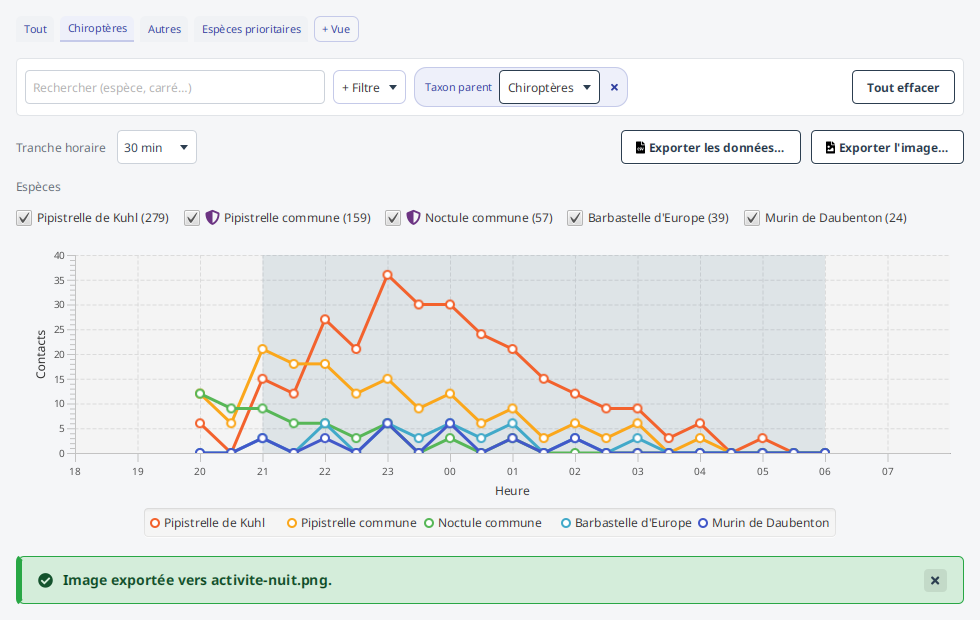 Tout Chiroptères Autres Espèces prioritaires + Vue
Rechercher (espèce, carré...) + Filtre Taxon parent Chiroptères × Tout effacer
Tranche horaire 30 min Exporter les données... Exporter l'image...
Espèces
Pipistrelle de Kuhl (279) Pipistrelle commune (159) Noctule commune (57) Barbastelle d'Europe (39) Murin de Daubenton (24)
40
35
30
25
20
15
10
5
0
Contacts
18 19 20 21 22 23 00 01 02 03 04 05 06 07
Heure
Pipistrelle de Kuhl Pipistrelle commune Noctule commune Barbastelle d'Europe Murin de Daubenton
Image exportée vers activite-nuit.png. ×